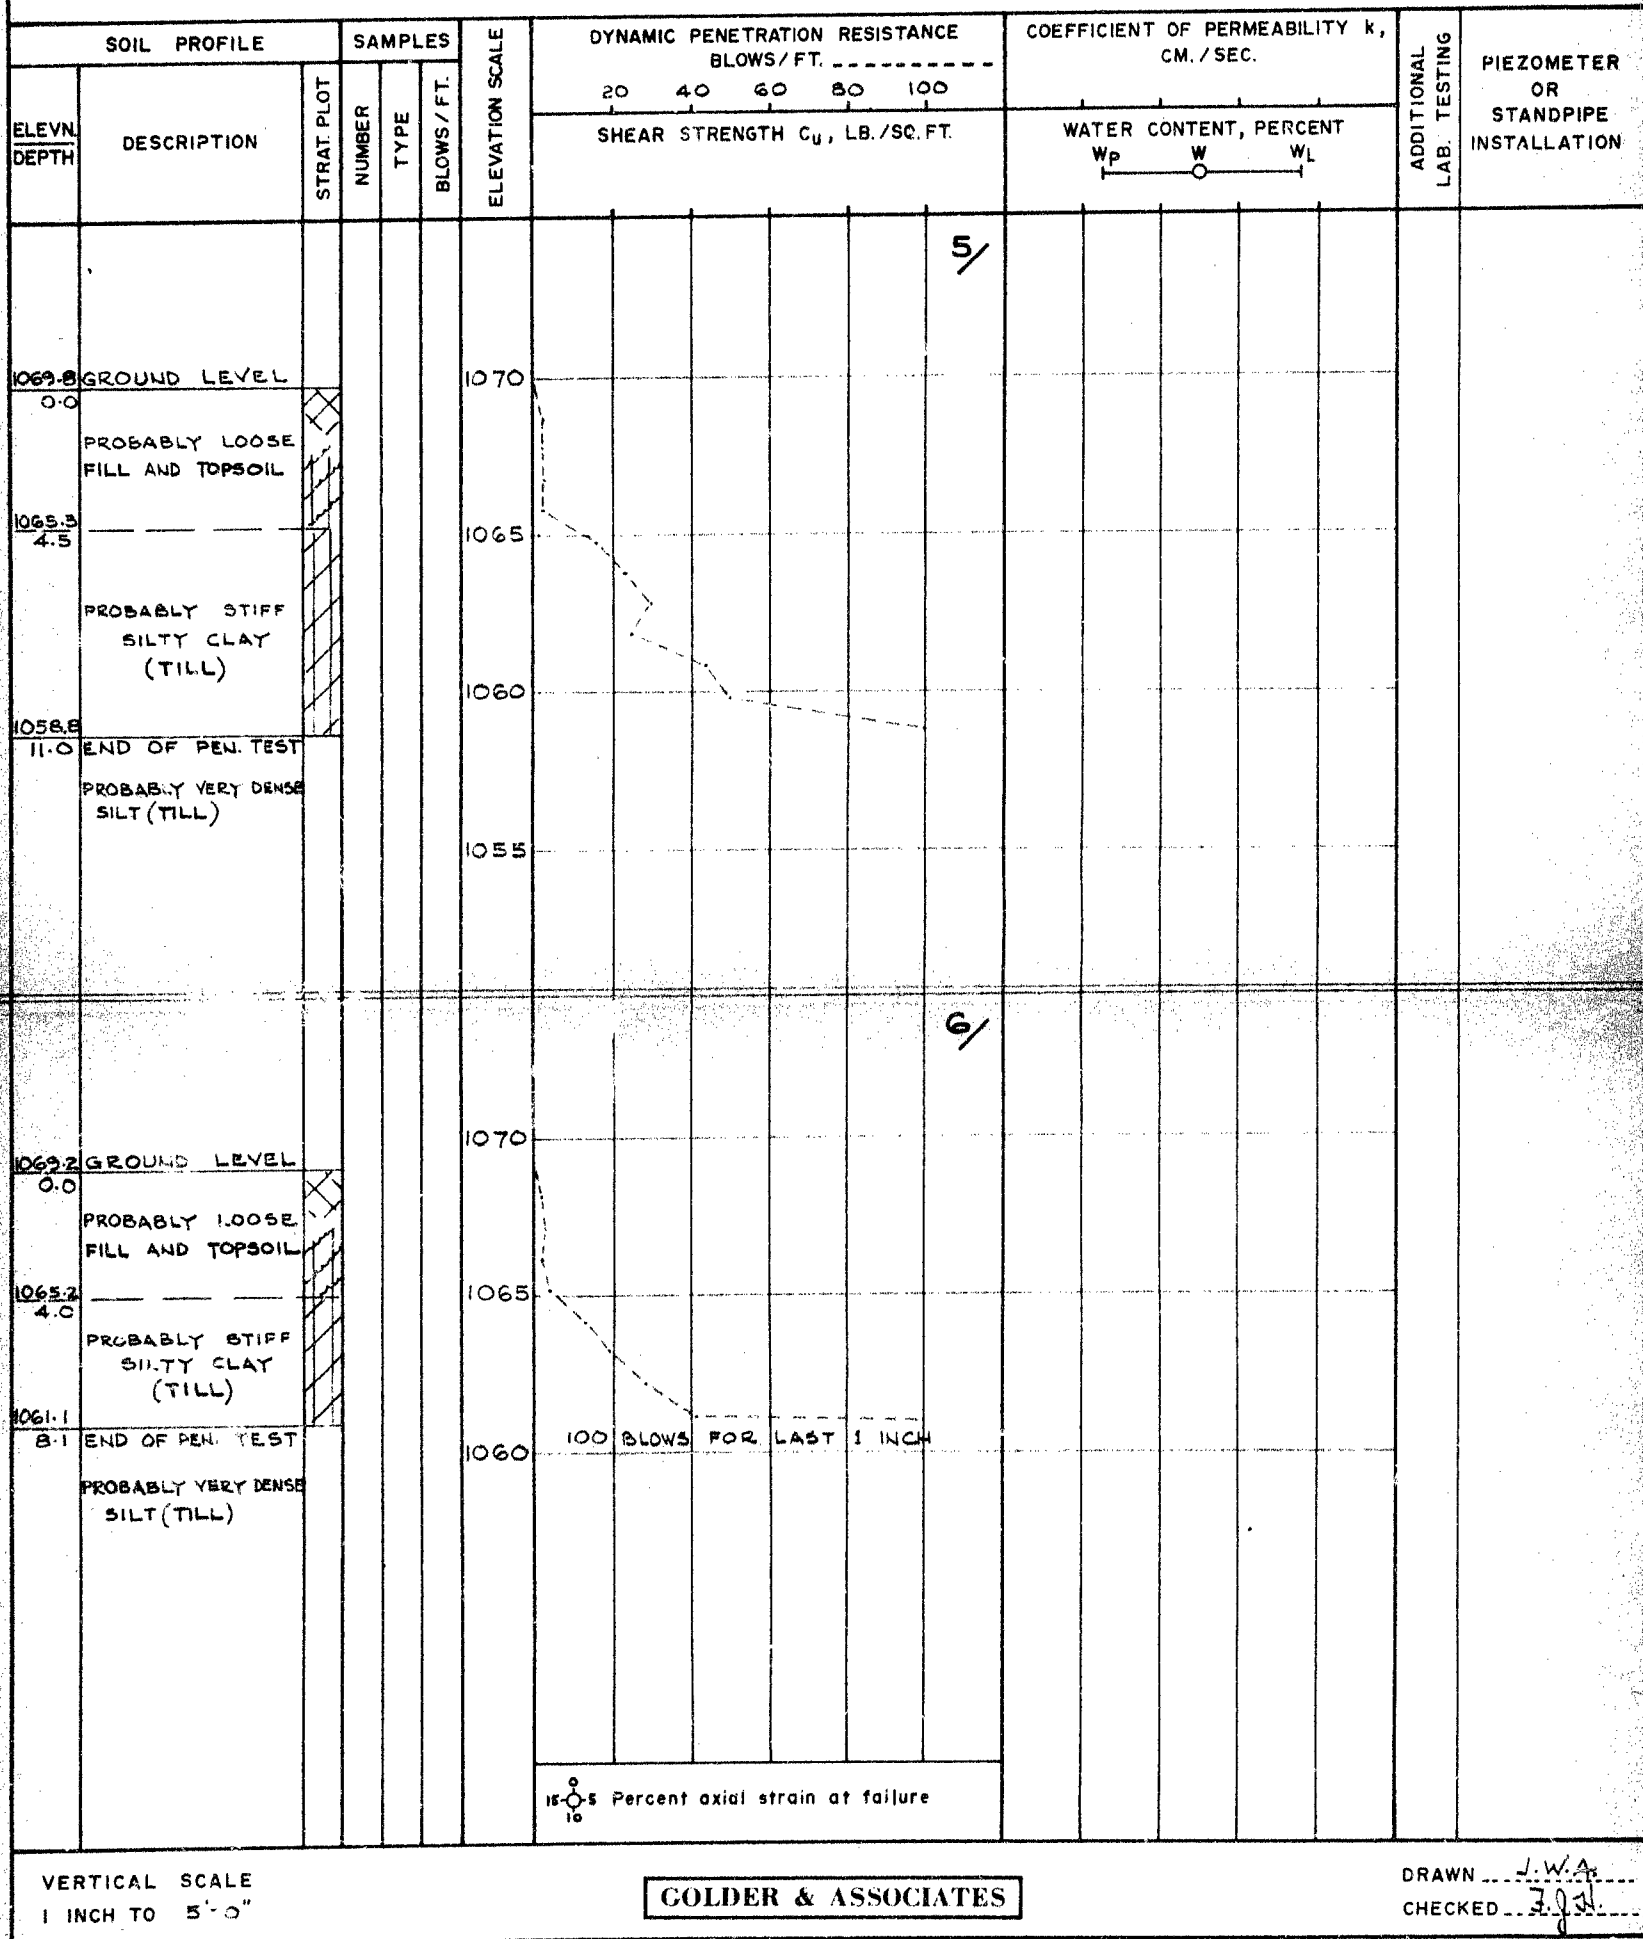 SOIL PROFILE
SAMPLES
ELEVATION SCALE
DYNAMIC PENETRATION RESISTANCE
BLOWS/FT. ----------
20 40 60 80 100
SHEAR STRENGTH Cu, LB./SQ.FT.
COEFFICIENT OF PERMEABILITY k,
CM./SEC.
WATER CONTENT, PERCENT
WP W WL
ADDITIONAL
LAB. TESTING
PIEZOMETER
OR
STANDPIPE
INSTALLATION
ELEVN.
DEPTH
DESCRIPTION
STRAT. PLOT
NUMBER
TYPE
BLOWS/FT.
5/
1069.8 GROUND LEVEL
0.0
PROBABLY LOOSE
FILL AND TOPSOIL
1065.3
4.5
PROBABLY STIFF
SILTY CLAY
(TILL)
1058.8
11.0 END OF PEN. TEST
PROBABLY VERY DENSE
SILT (TILL)
1070
1065
1060
1055
6/
1069.2 GROUND LEVEL
0.0
PROBABLY LOOSE
FILL AND TOPSOIL
1065.2
4.0
PROBABLY STIFF
SILTY CLAY
(TILL)
1061.1
8.1 END OF PEN. TEST
PROBABLY VERY DENSE
SILT (TILL)
1070
1065
1060
100 BLOWS FOR LAST 1 INCH
0
15 5 Percent axial strain at failure
10
VERTICAL SCALE
1 INCH TO 5'-0"
GOLDER & ASSOCIATES
DRAWN J.W.A.
CHECKED F.J.H.